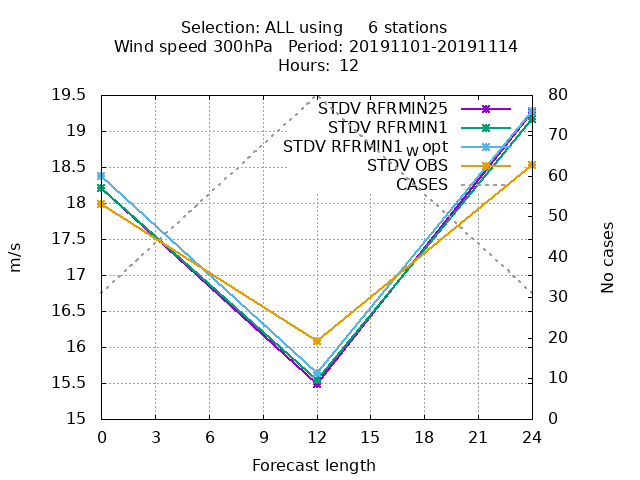 Selection: ALL using 6 stations
Wind speed 300hPa Period: 20191101-20191114
Hours: 12
19.5
19
18.5
18
17.5
17
16.5
16
15.5
15
80
70
60
50
40
30
20
10
0
STDV RFRMIN25
STDV RFRMIN1
STDV RFRMIN1_W opt
STDV OBS
CASES
m/s
No cases
0 3 6 9 12 15 18 21 24
Forecast length